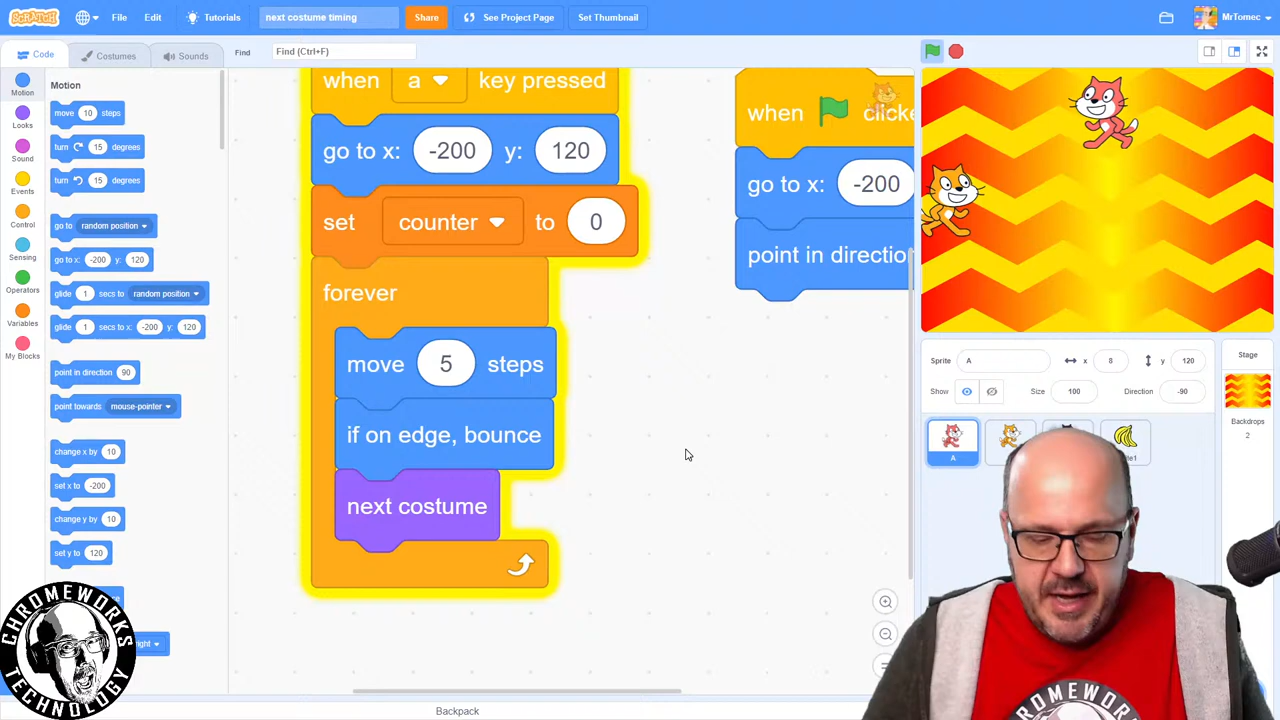 SCRATCH
File
Edit
Tutorials
next costume timing
Share
See Project Page
Set Thumbnail
MrTomec
Code
Costumes
Sounds
Find
Find (Ctrl+F)
Motion
Looks
Sound
Events
Control
Sensing
Operators
Variables
My Blocks
Motion
move 10 steps
turn 15 degrees
turn 15 degrees
go to random position
go to x: -200 y: 120
glide 1 secs to random position
glide 1 secs to x: -200 y: 120
point in direction 90
point towards mouse-pointer
change x by 10
set x to -200
change y by 10
set y to 120
when a key pressed
go to x: -200 y: 120
set counter to 0
forever
move 5 steps
if on edge, bounce
next costume
when
go to x: -200
Sprite
A
x
8
y
120
Show
Size
100
Direction
-90
A
Stage
Backdrops
2
Backpack
CHROMEWORKS
TECHNOLOGY